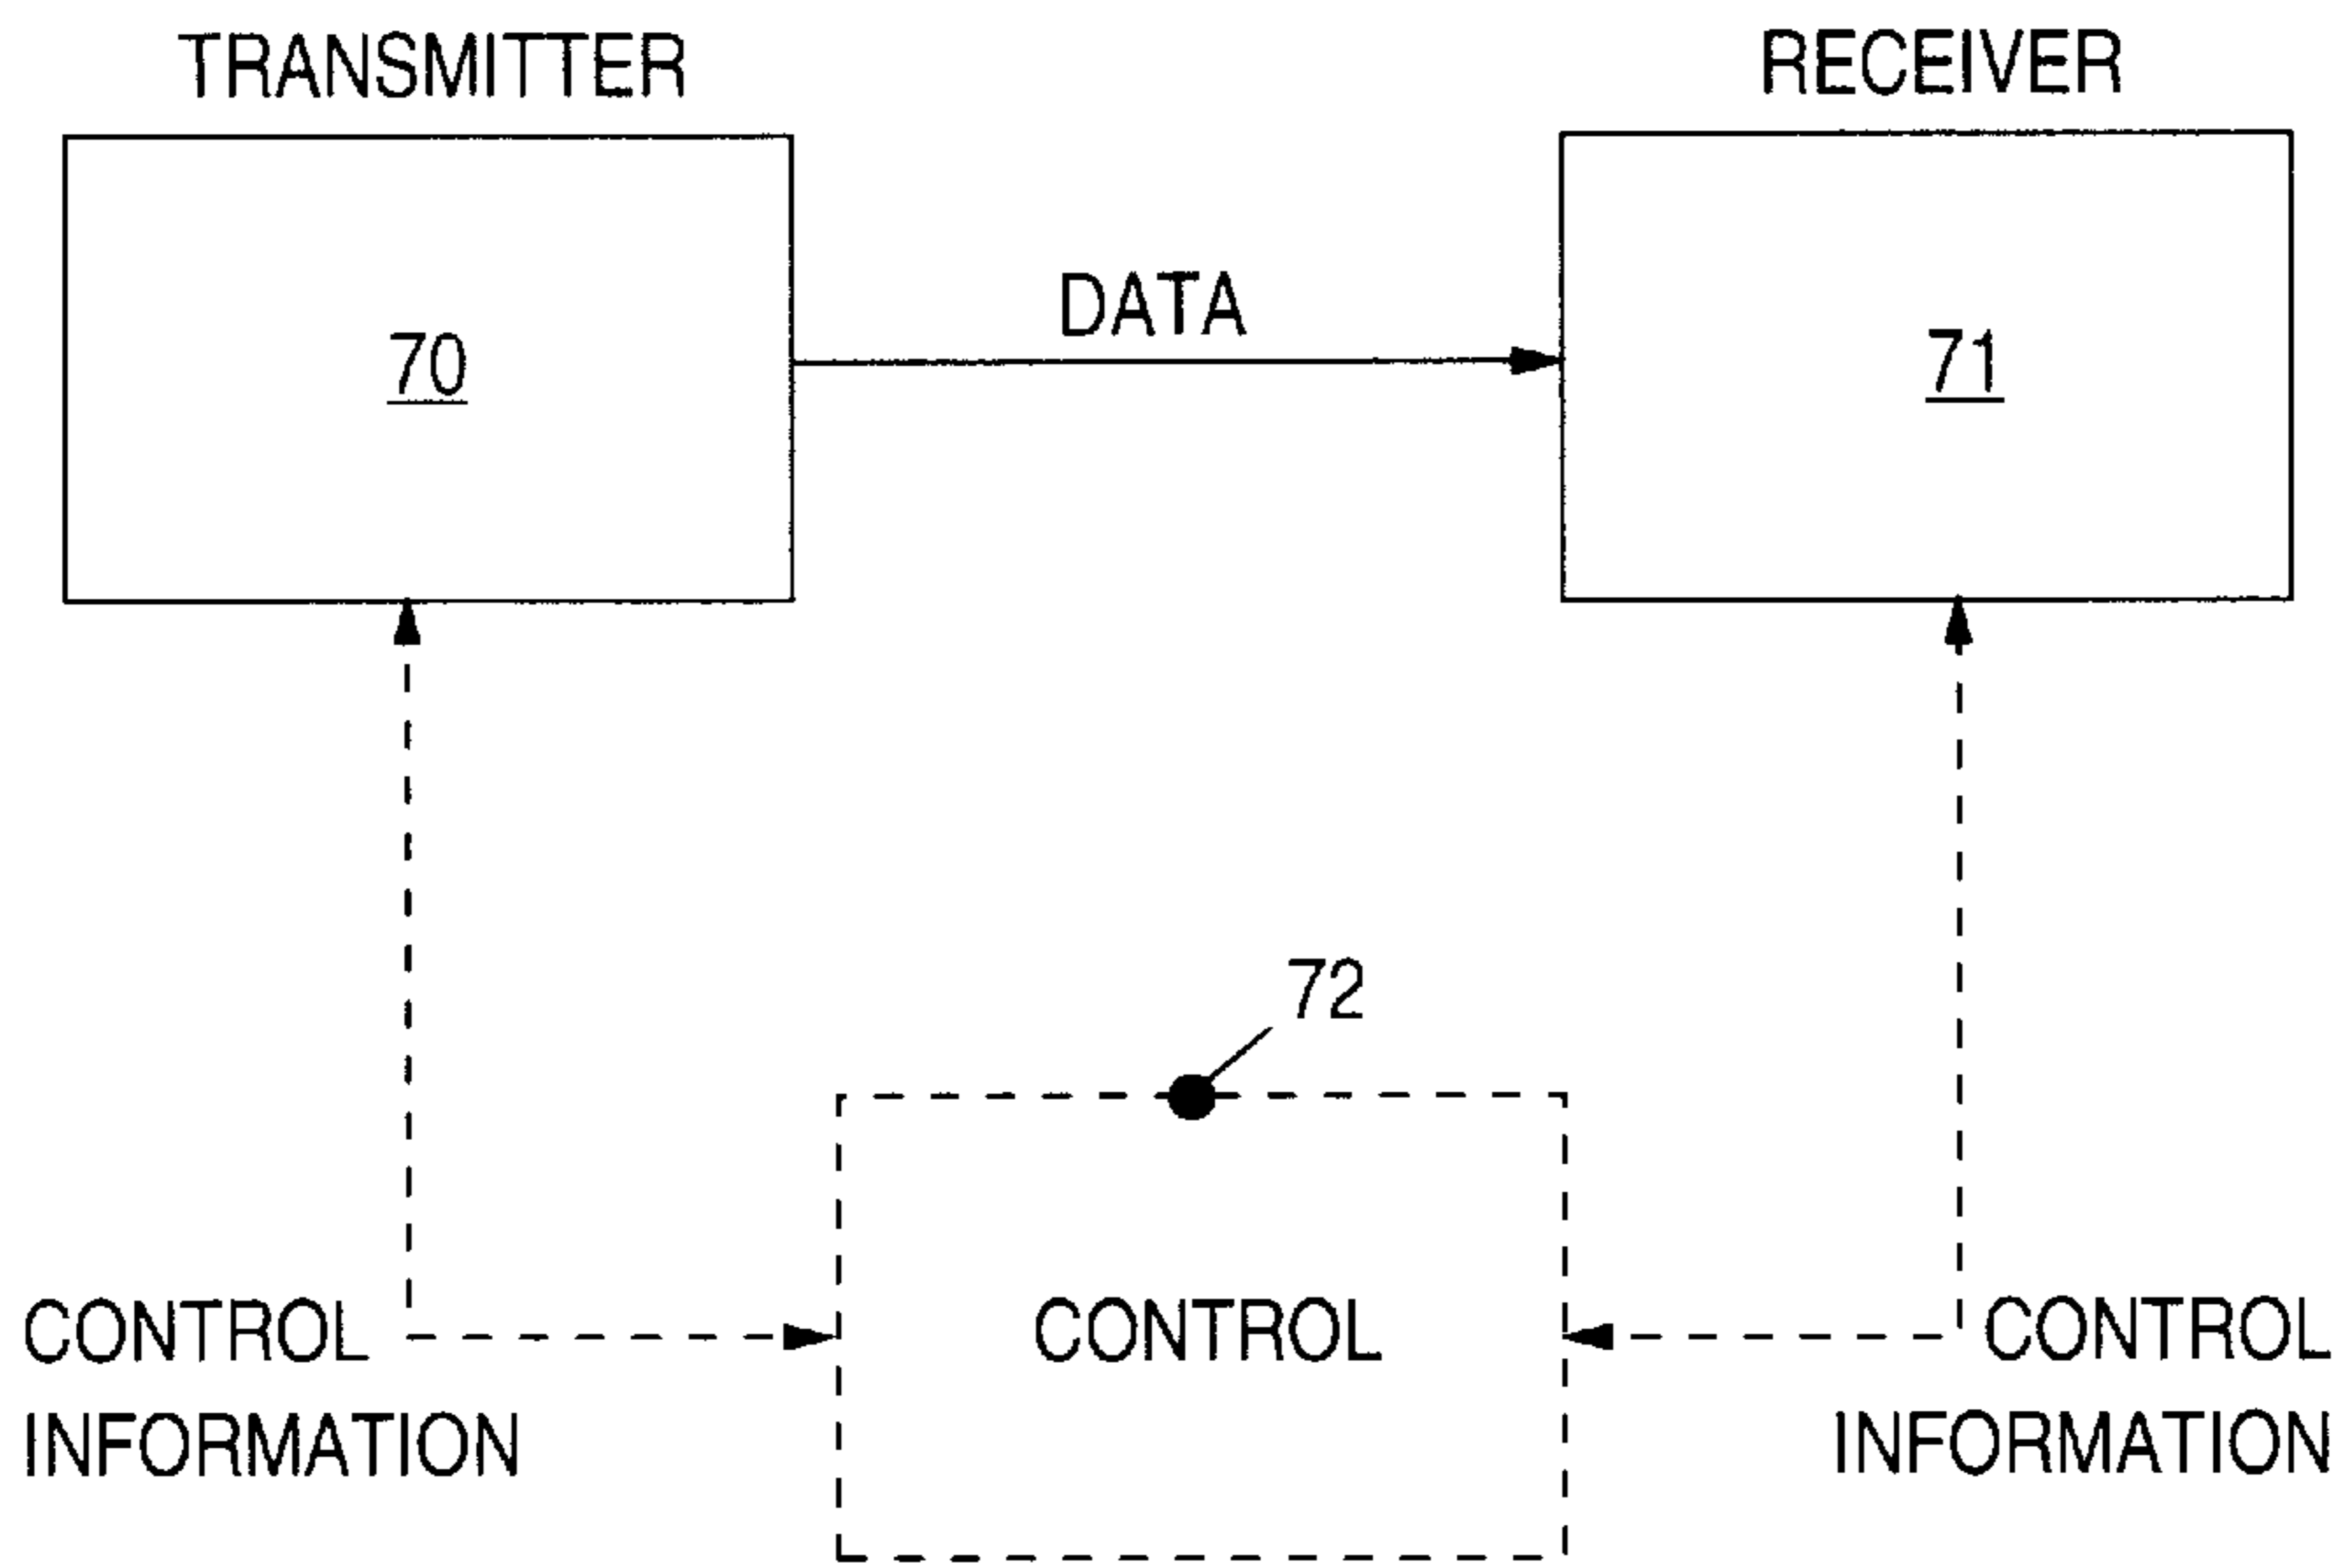 TRANSMITTER
RECEIVER
DATA
70
71
72
CONTROL
INFORMATION
CONTROL
CONTROL
INFORMATION